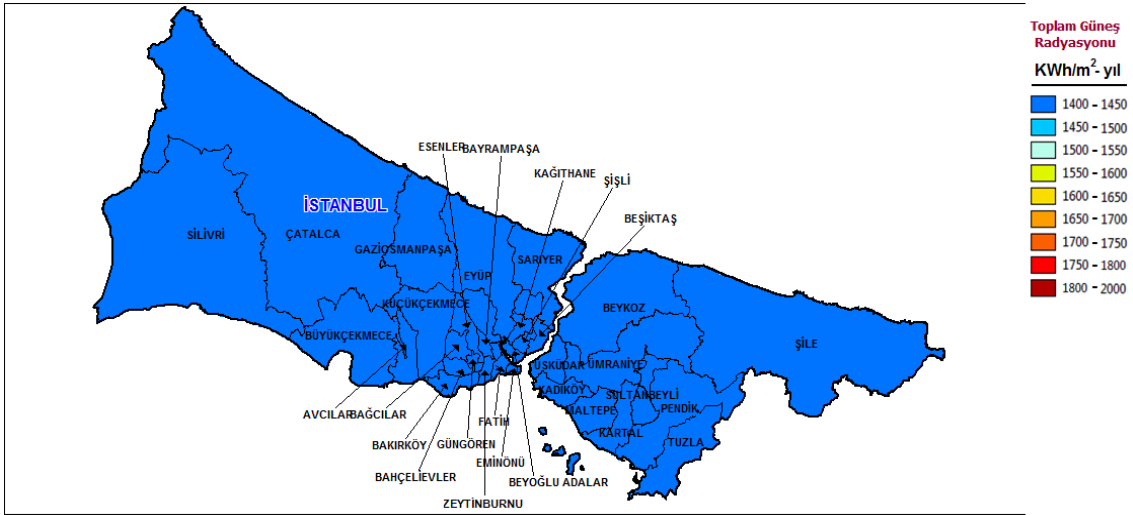 Toplam Güneş
Radyasyonu
KWh/m²- yıl
1400 - 1450
1450 - 1500
1500 - 1550
1550 - 1600
1600 - 1650
1650 - 1700
1700 - 1750
1750 - 1800
1800 - 2000
ESENLER
BAYRAMPAŞA
KAĞITHANE
ŞİŞLİ
BEŞİKTAŞ
İSTANBUL
SİLİVRİ
ÇATALCA
GAZİOSMANPAŞA
EYÜP
SARIYER
KÜÇÜKÇEKMECE
BÜYÜKÇEKMECE
BEYKOZ
ŞİLE
ÜSKÜDAR
ÜMRANİYE
KADIKÖY
SULTANBEYLİ
MALTEPE
PENDİK
KARTAL
TUZLA
AVCILAR
BAĞCILAR
FATİH
BAKIRKÖY
GÜNGÖREN
EMİNÖNÜ
BAHÇELİEVLER
BEYOĞLU
ADALAR
ZEYTİNBURNU